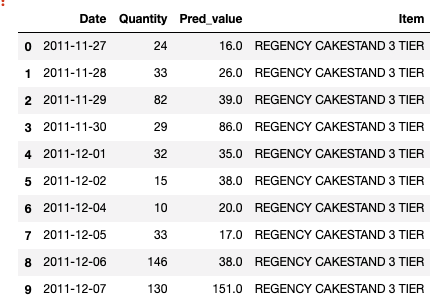 Date Quantity Pred_value Item
0 2011-11-27 24 16.0 REGENCY CAKESTAND 3 TIER
1 2011-11-28 33 26.0 REGENCY CAKESTAND 3 TIER
2 2011-11-29 82 39.0 REGENCY CAKESTAND 3 TIER
3 2011-11-30 29 86.0 REGENCY CAKESTAND 3 TIER
4 2011-12-01 32 35.0 REGENCY CAKESTAND 3 TIER
5 2011-12-02 15 38.0 REGENCY CAKESTAND 3 TIER
6 2011-12-04 10 20.0 REGENCY CAKESTAND 3 TIER
7 2011-12-05 33 17.0 REGENCY CAKESTAND 3 TIER
8 2011-12-06 146 38.0 REGENCY CAKESTAND 3 TIER
9 2011-12-07 130 151.0 REGENCY CAKESTAND 3 TIER